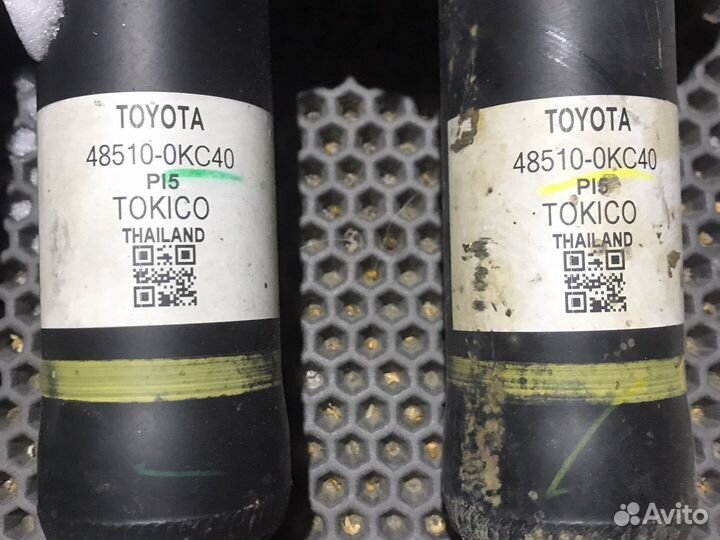 TOYOTA
48510-0KC40
PI5
TOKICO
THAILAND
TOYOTA
48510-0KC40
PI5
TOKICO
THAILAND
Avito